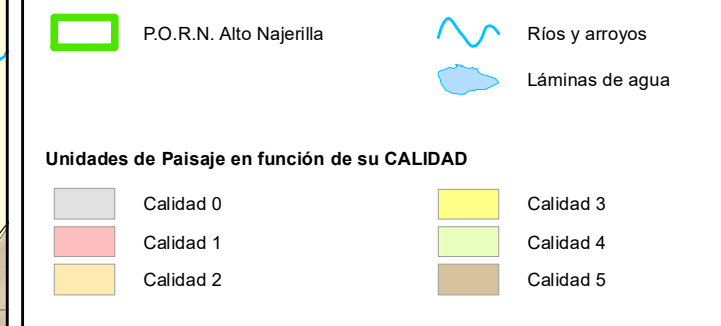 P.O.R.N. Alto Najerilla
Ríos y arroyos
Láminas de agua
Unidades de Paisaje en función de su CALIDAD
Calidad 0
Calidad 1
Calidad 2
Calidad 3
Calidad 4
Calidad 5